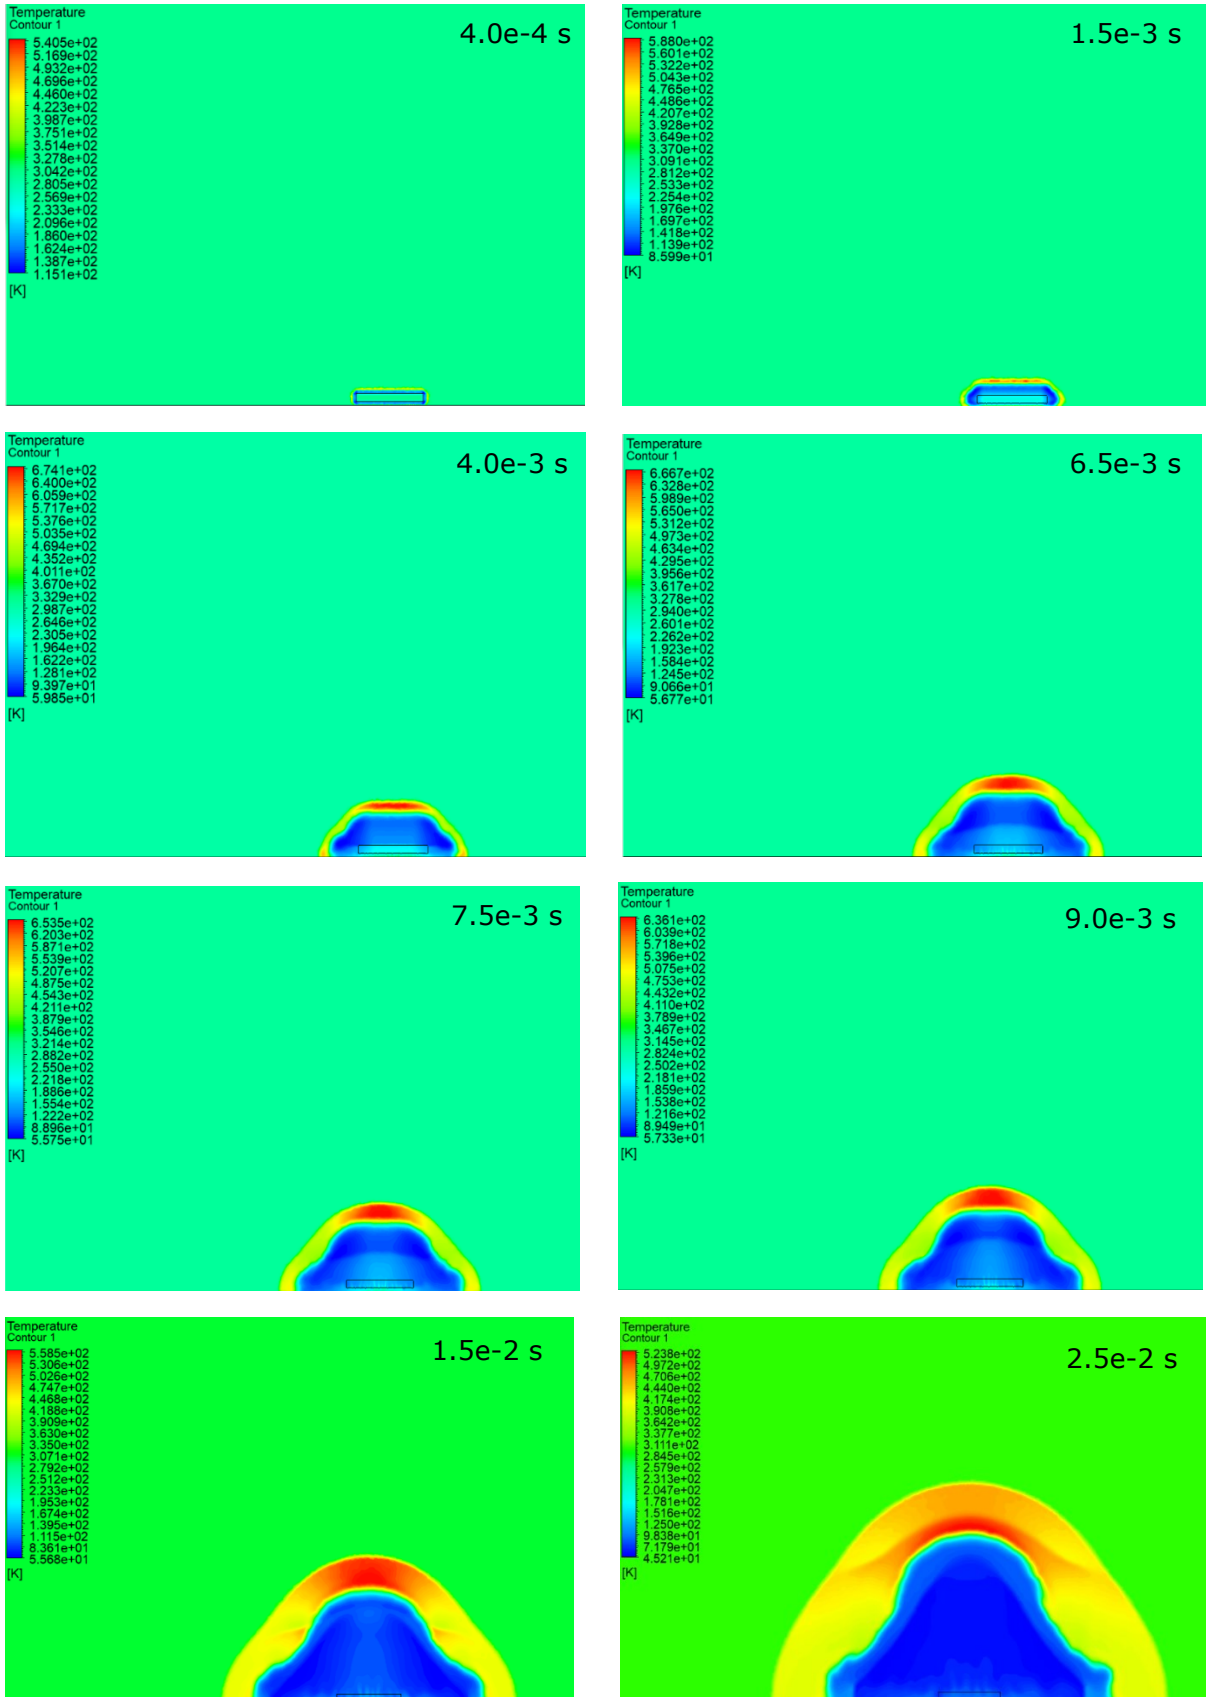 Temperature
Contour 1
4.0e-4 s
5.405e+02
5.169e+02
4.932e+02
4.696e+02
4.460e+02
4.223e+02
3.987e+02
3.751e+02
3.514e+02
3.278e+02
3.042e+02
2.805e+02
2.569e+02
2.333e+02
2.096e+02
1.860e+02
1.624e+02
1.387e+02
1.151e+02
[K]
Temperature
Contour 1
1.5e-3 s
5.880e+02
5.601e+02
5.322e+02
5.043e+02
4.765e+02
4.486e+02
4.207e+02
3.928e+02
3.649e+02
3.370e+02
3.091e+02
2.812e+02
2.533e+02
2.254e+02
1.976e+02
1.697e+02
1.418e+02
1.139e+02
8.599e+01
[K]
Temperature
Contour 1
4.0e-3 s
6.741e+02
6.400e+02
6.059e+02
5.717e+02
5.376e+02
5.035e+02
4.694e+02
4.352e+02
4.011e+02
3.670e+02
3.329e+02
2.987e+02
2.646e+02
2.305e+02
1.964e+02
1.622e+02
1.281e+02
9.397e+01
5.985e+01
[K]
Temperature
Contour 1
6.5e-3 s
6.667e+02
6.328e+02
5.989e+02
5.650e+02
5.312e+02
4.973e+02
4.634e+02
4.295e+02
3.956e+02
3.617e+02
3.278e+02
2.940e+02
2.601e+02
2.262e+02
1.923e+02
1.584e+02
1.245e+02
9.066e+01
5.677e+01
[K]
Temperature
Contour 1
7.5e-3 s
6.535e+02
6.203e+02
5.871e+02
5.539e+02
5.207e+02
4.875e+02
4.543e+02
4.211e+02
3.879e+02
3.546e+02
3.214e+02
2.882e+02
2.550e+02
2.218e+02
1.886e+02
1.554e+02
1.222e+02
8.896e+01
5.575e+01
[K]
Temperature
Contour 1
9.0e-3 s
6.361e+02
6.039e+02
5.718e+02
5.396e+02
5.075e+02
4.753e+02
4.432e+02
4.110e+02
3.789e+02
3.467e+02
3.145e+02
2.824e+02
2.502e+02
2.181e+02
1.859e+02
1.538e+02
1.216e+02
8.949e+01
5.733e+01
[K]
Temperature
Contour 1
1.5e-2 s
5.585e+02
5.306e+02
5.026e+02
4.747e+02
4.468e+02
4.188e+02
3.909e+02
3.630e+02
3.350e+02
3.071e+02
2.792e+02
2.512e+02
2.233e+02
1.953e+02
1.674e+02
1.395e+02
1.115e+02
8.361e+01
5.568e+01
[K]
Temperature
Contour 1
2.5e-2 s
5.238e+02
4.972e+02
4.706e+02
4.440e+02
4.174e+02
3.908e+02
3.642e+02
3.377e+02
3.111e+02
2.845e+02
2.579e+02
2.313e+02
2.047e+02
1.781e+02
1.516e+02
1.250e+02
9.838e+01
7.179e+01
4.521e+01
[K]